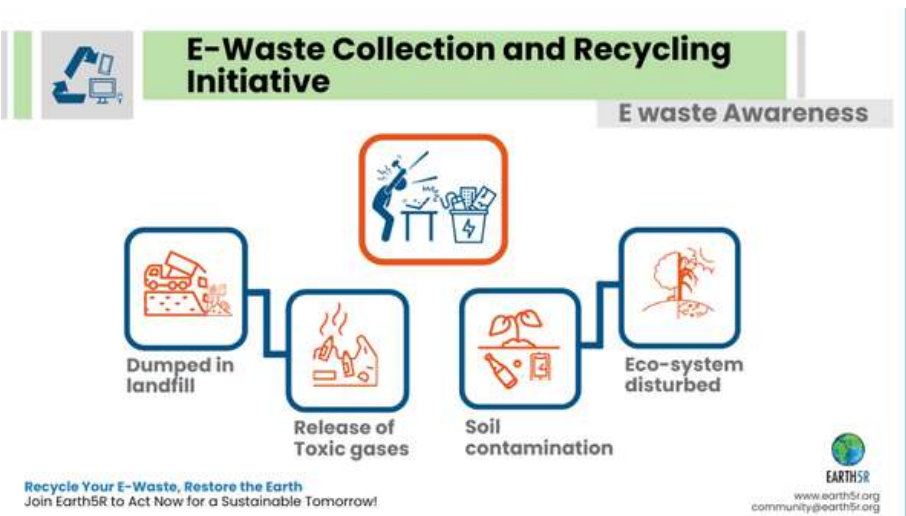 E-Waste Collection and Recycling
Initiative
E waste Awareness
Dumped in
landfill
Release of
Toxic gases
Soil
contamination
Eco-system
disturbed
Recycle Your E-Waste, Restore the Earth
Join Earth5R to Act Now for a Sustainable Tomorrow!
EARTH5R
www.earth5r.org
community@earth5r.org